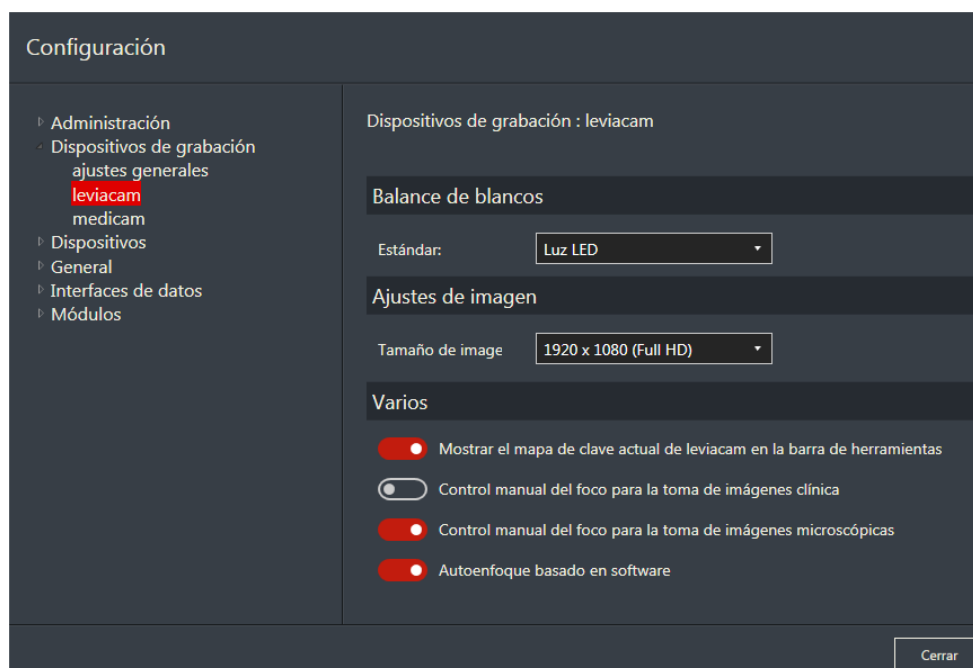 Configuración
Administración
Dispositivos de grabación
ajustes generales
leviacam
medicam
Dispositivos
General
Interfaces de datos
Módulos
Dispositivos de grabación : leviacam
Balance de blancos
Estándar: Luz LED
Ajustes de imagen
Tamaño de image 1920 x 1080 (Full HD)
Varios
Mostrar el mapa de clave actual de leviacam en la barra de herramientas
Control manual del foco para la toma de imágenes clínica
Control manual del foco para la toma de imágenes microscópicas
Autoenfoque basado en software
Cerrar